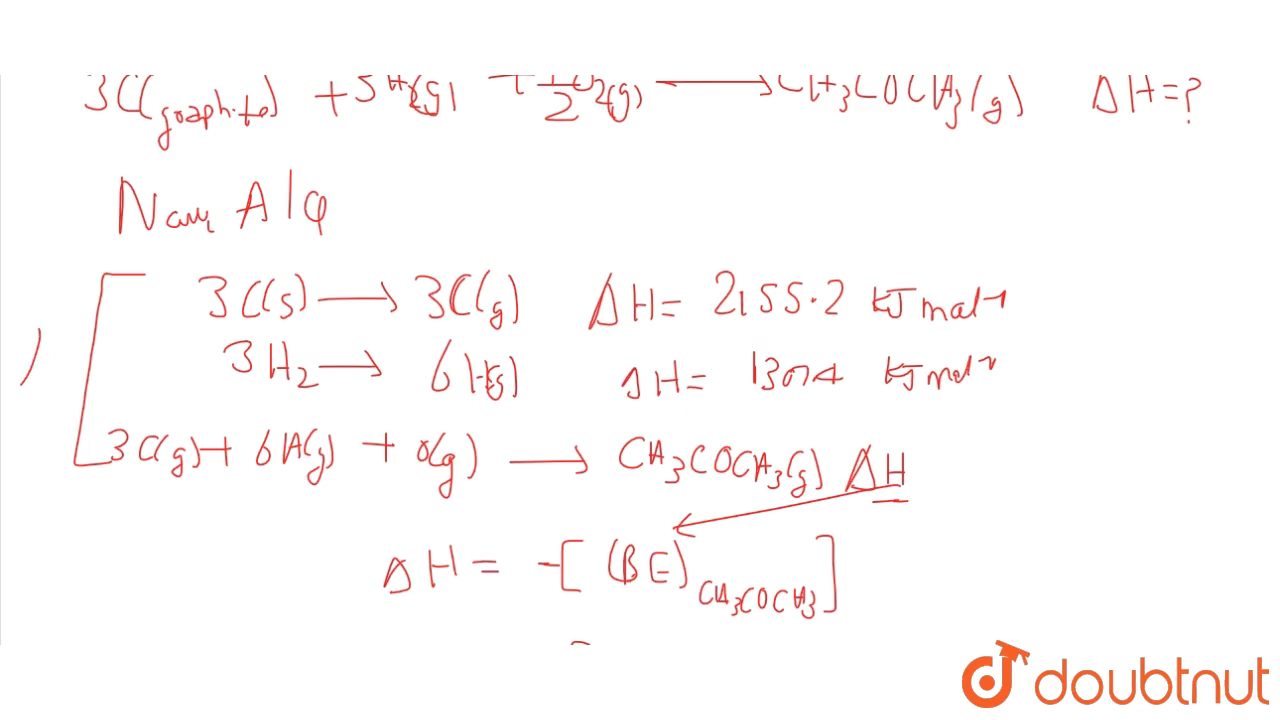 3C(graphite) + 3H2(g) + 1/2 O2(g) → CH3COCH3(g) ΔH=?
Now A/Q
3C(s) → 3C(g) ΔH= 2155.2 kJ mol-1
1) 3H2 → 6H(g) ΔH= 1304 kJ mol-1
3C(g)+ 6H(g) + O(g) → CH3COCH3(g) ΔH
ΔH = -[ (BE)CH3COCH3 ]
doubtnut